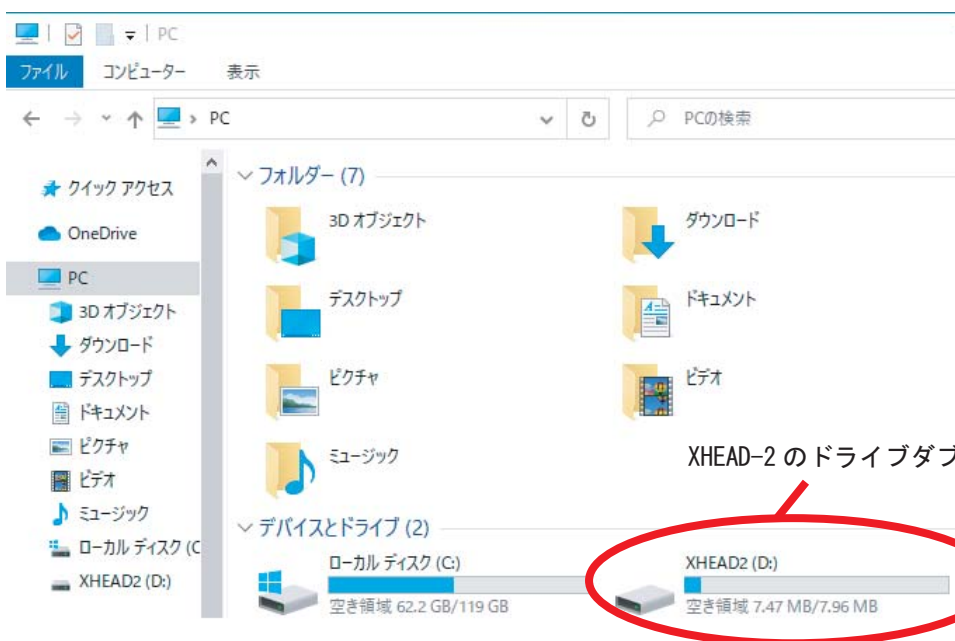 PC
ファイル コンピューター 表示
PC
PCの検索
クイック アクセス
OneDrive
PC
3D オブジェクト
ダウンロード
デスクトップ
ドキュメント
ピクチャ
ビデオ
ミュージック
ローカル ディスク (C
XHEAD2 (D:)
フォルダー (7)
3D オブジェクト
ダウンロード
デスクトップ
ドキュメント
ピクチャ
ビデオ
ミュージック
XHEAD-2 のドライブダブ
デバイスとドライブ (2)
ローカル ディスク (C:)
空き領域 62.2 GB/119 GB
XHEAD2 (D:)
空き領域 7.47 MB/7.96 MB